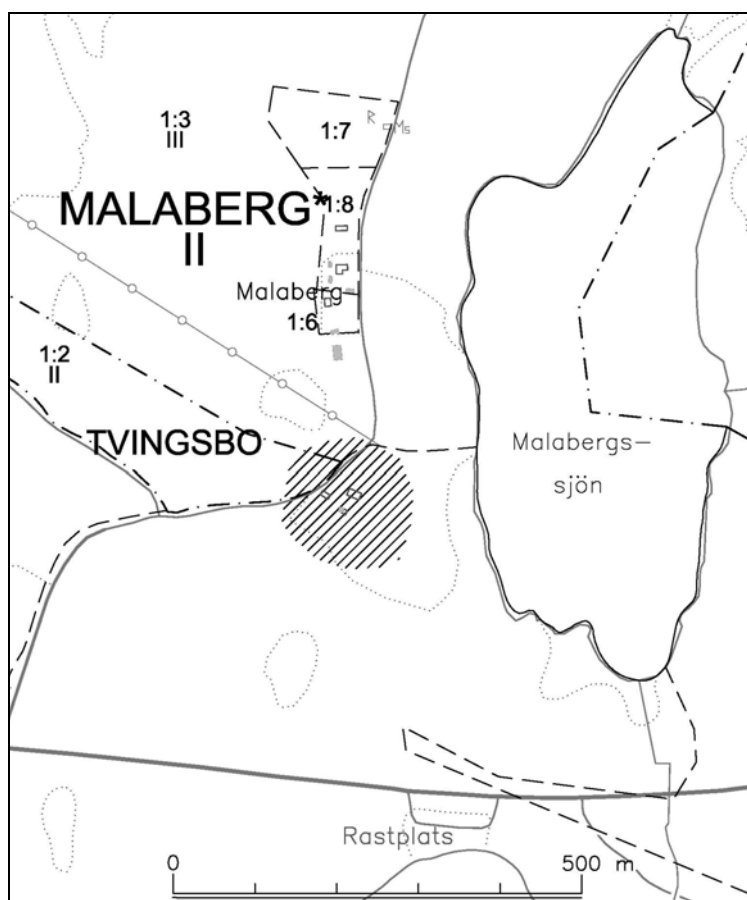 1:3
III
1:7
R
Ms
MALABERG*
II
1:8
Malaberg
1:6
1:2
II
TVINGSBO
Malabergs–
sjön
Rastplats
0
500 m